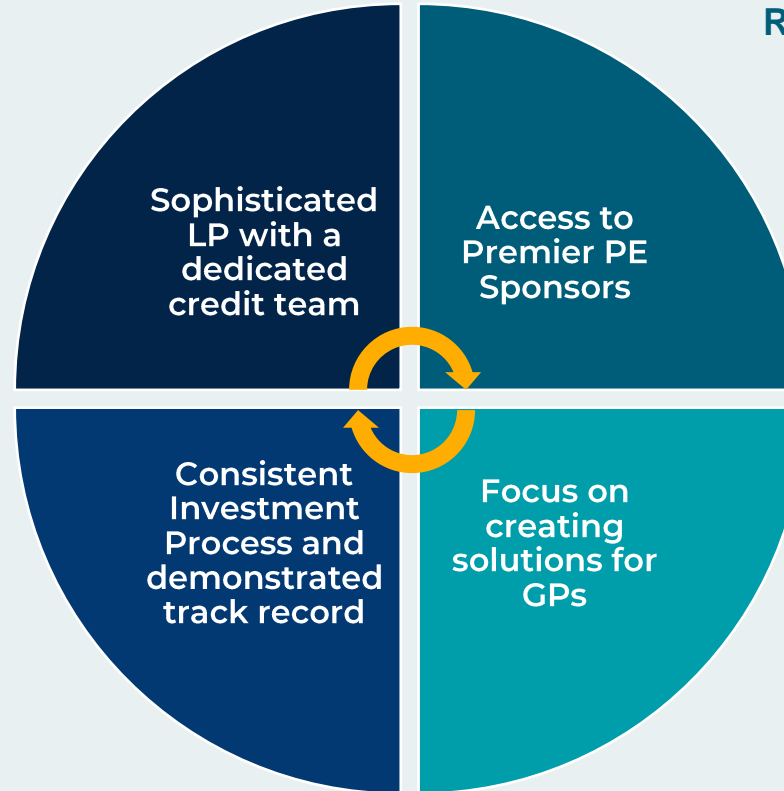 R
Sophisticated
LP with a
dedicated
credit team
Access to
Premier PE
Sponsors
Consistent
Investment
Process and
demonstrated
track record
Focus on
creating
solutions for
GPs